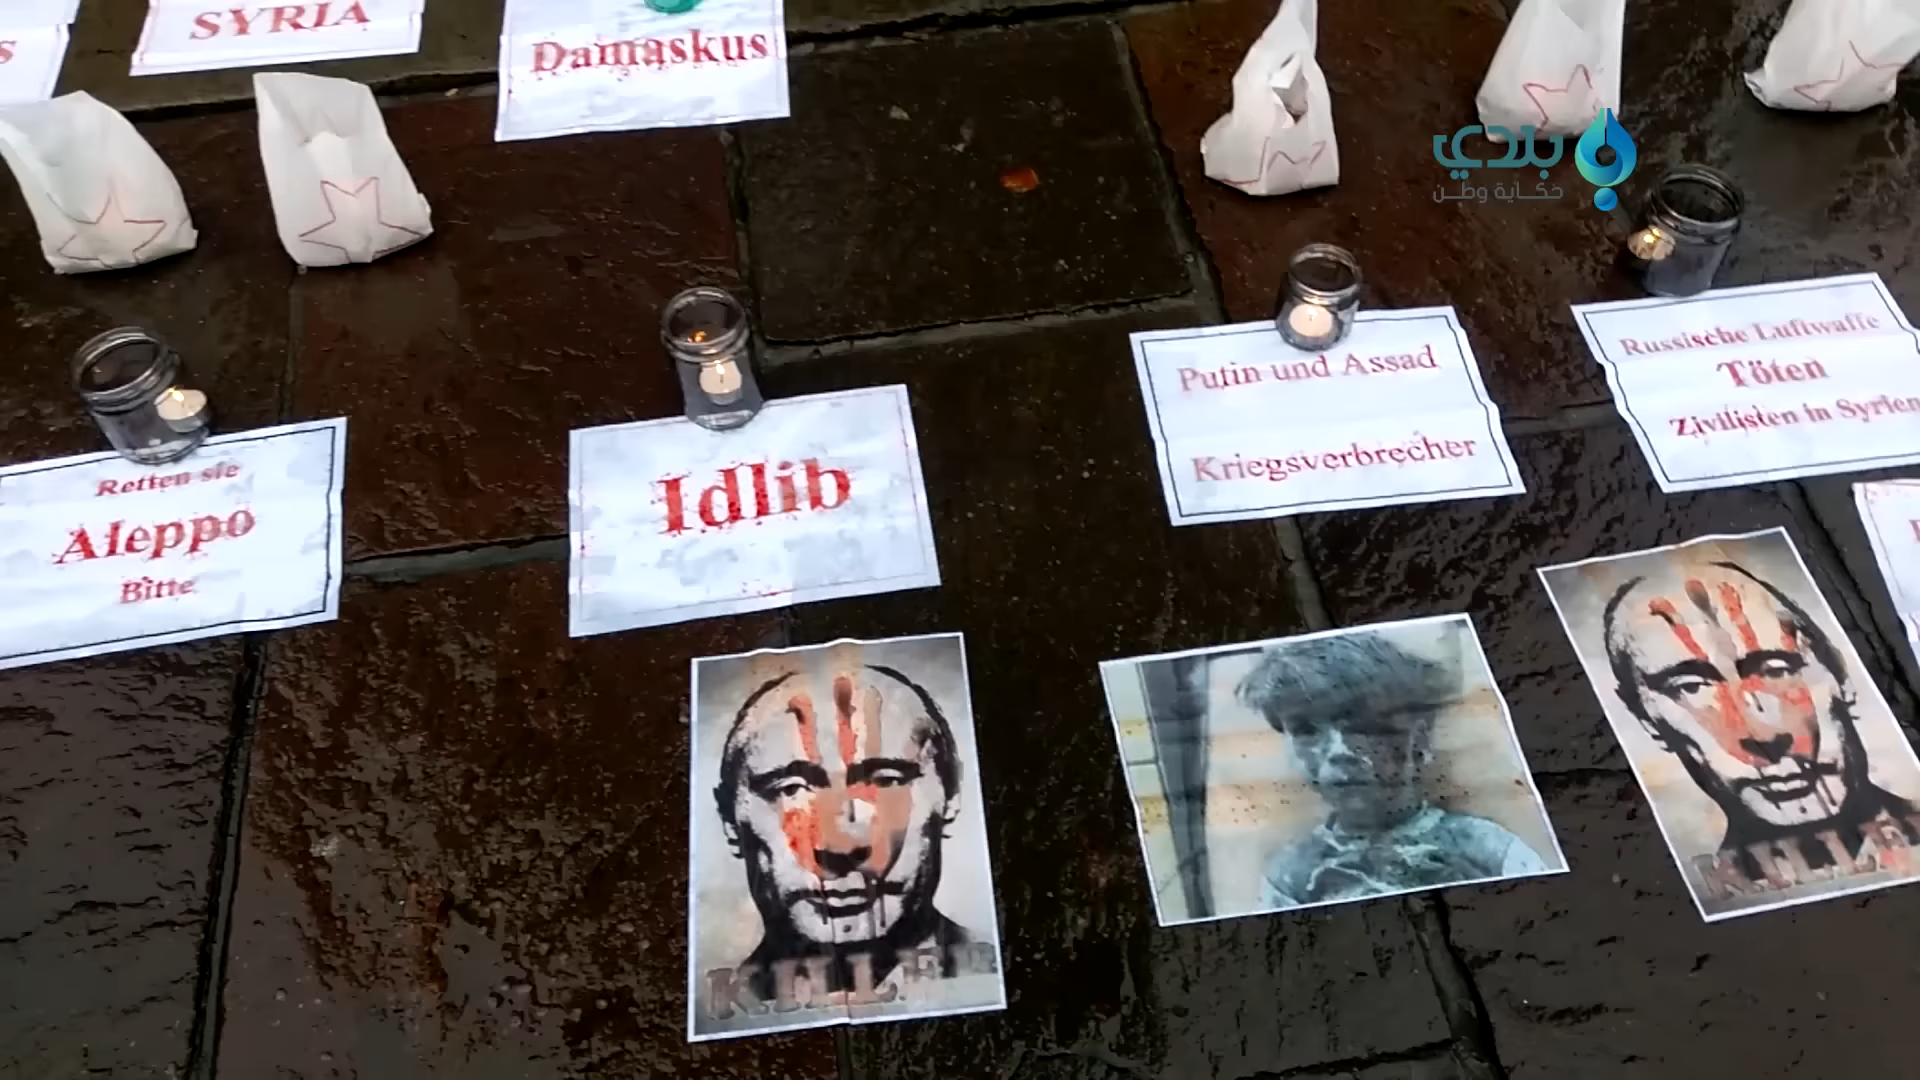 SYRIA
Damaskus
بلدي
حكاية وطن
Retten sie
Aleppo
Bitte
Idlib
Putin und Assad
Kriegsverbrecher
Russische Luftwaffe
Töten
Zivilisten in Syrien
KILLER
KILLER